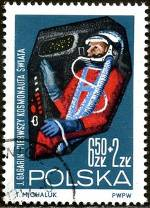 J. GAGARIN - PIERWSZY KOSMONAUTA ŚWIATA
650+2
ZŁ ZŁ
POLSKA
T. MICHALUK PWPW